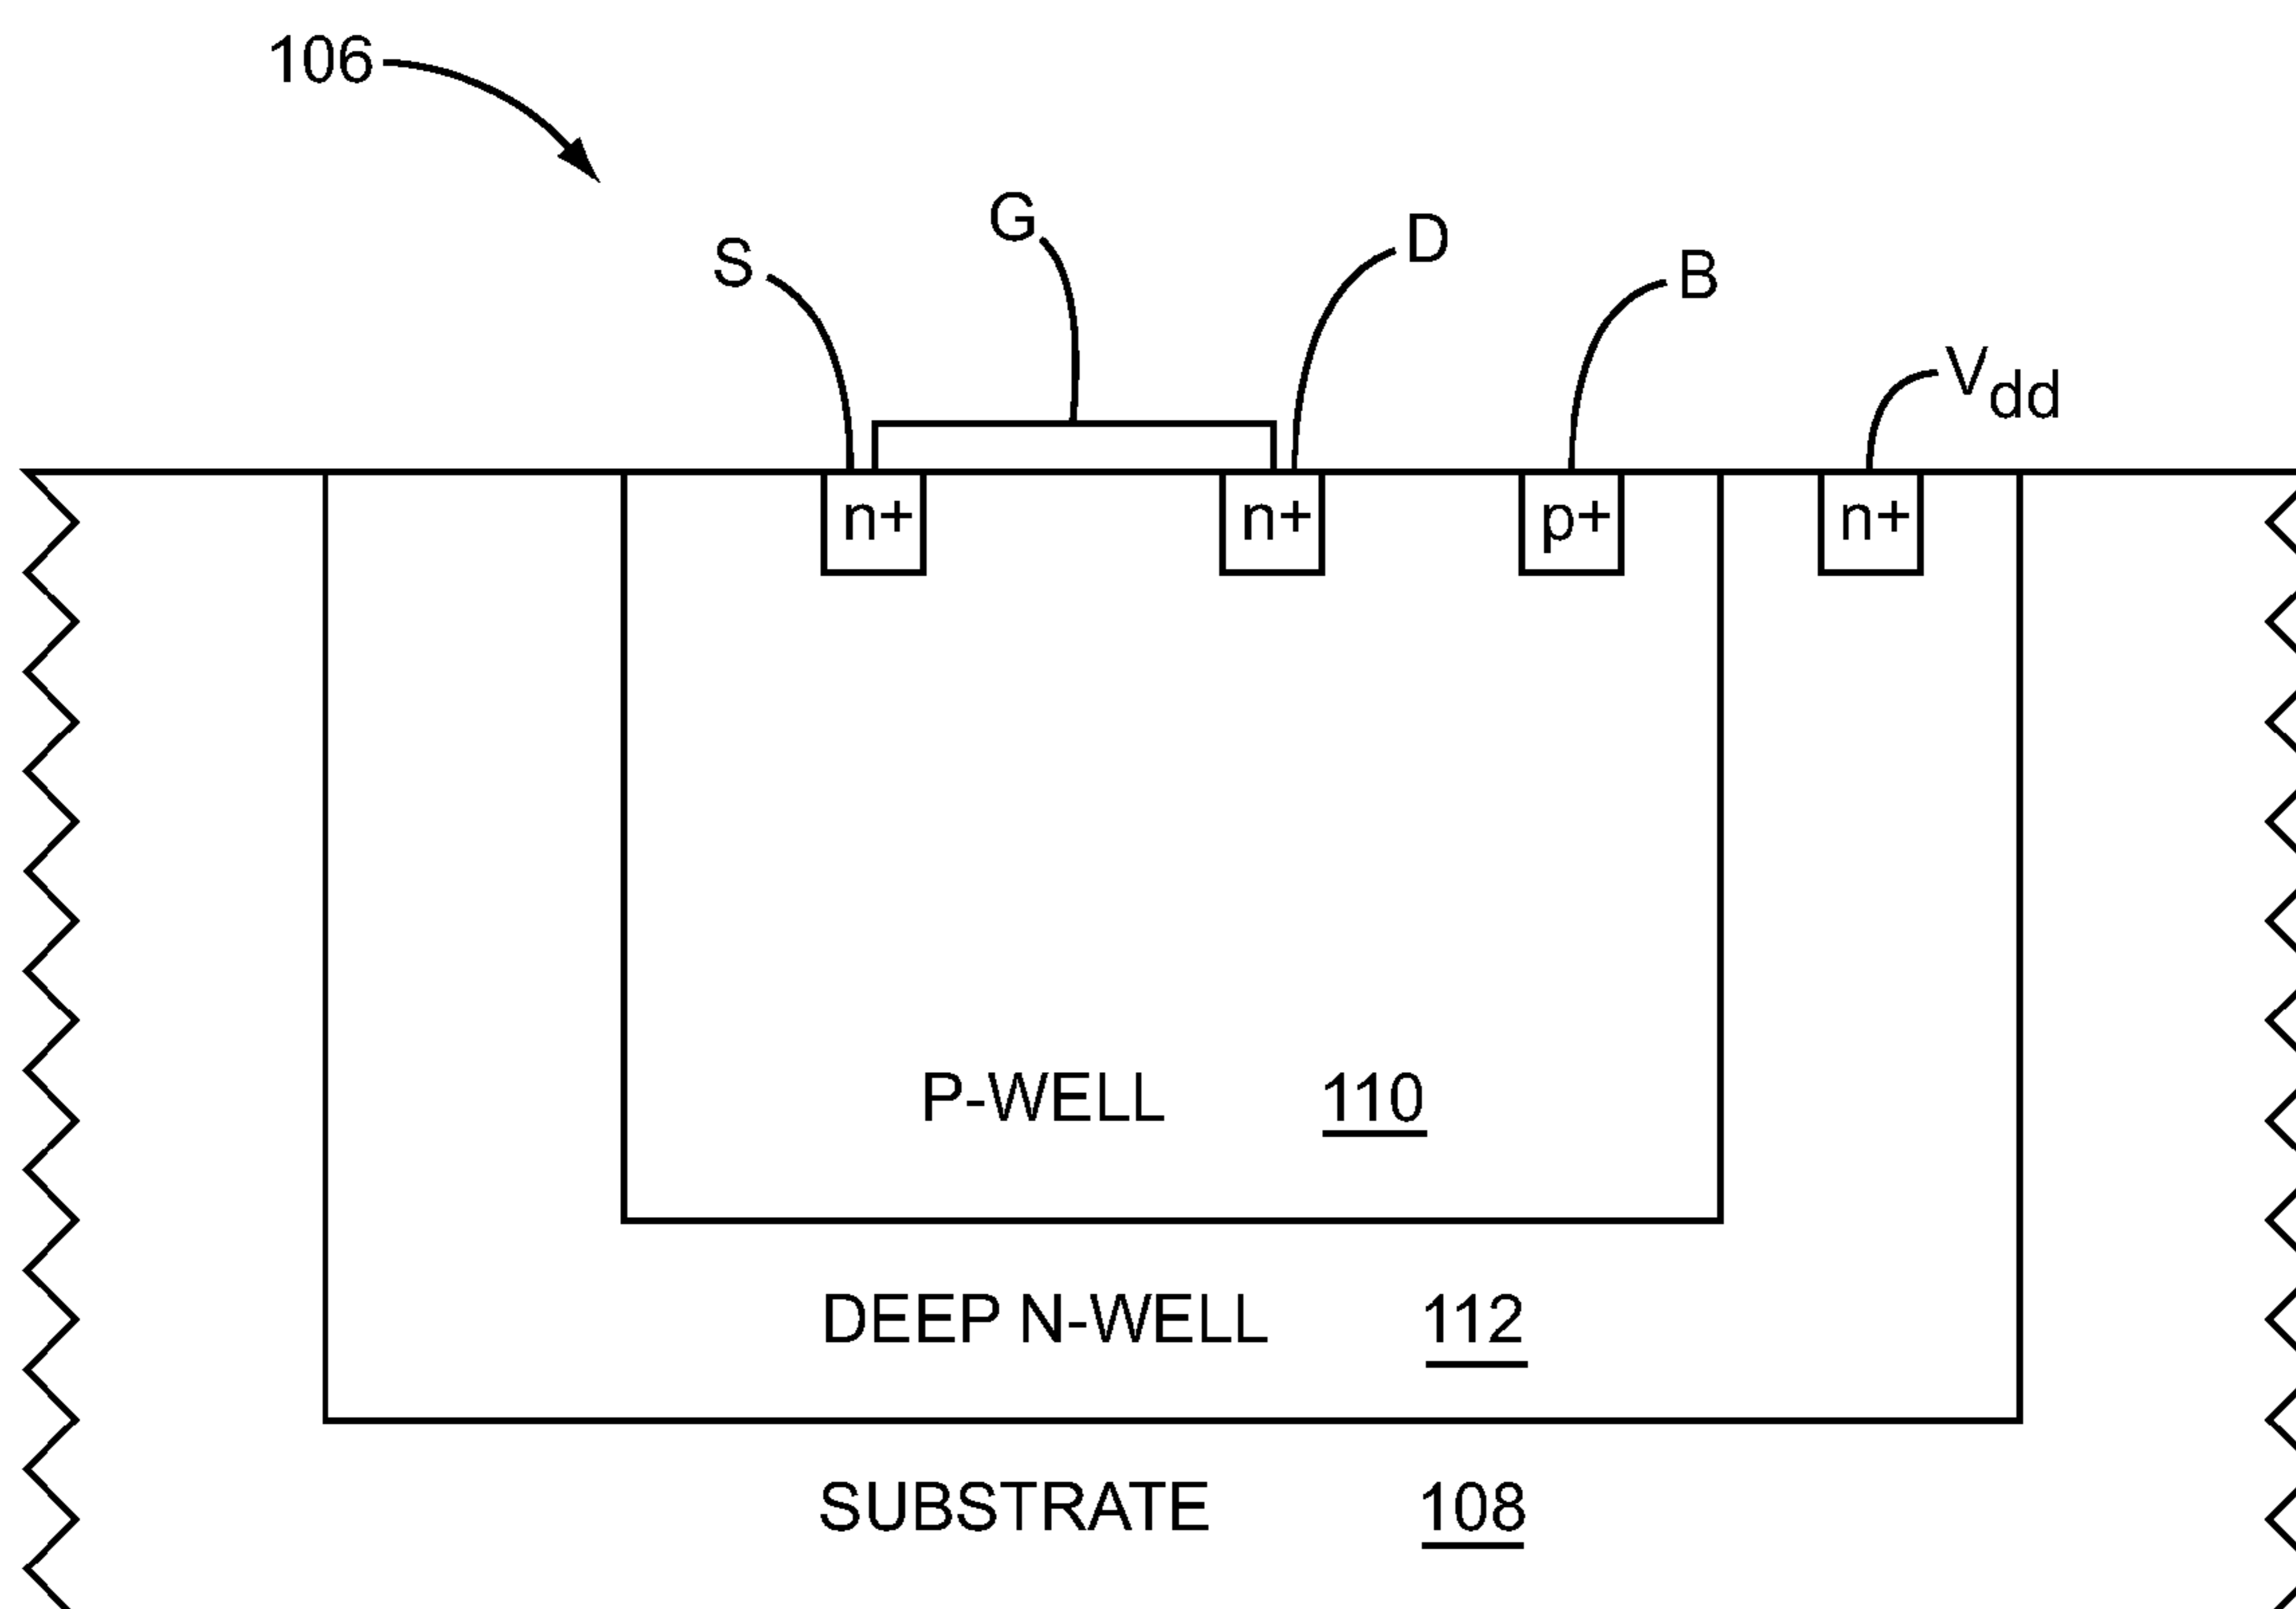 106
G
D
S
B
Vdd
n+ n+ p+ n+
P-WELL 110
DEEP N-WELL 112
SUBSTRATE 108